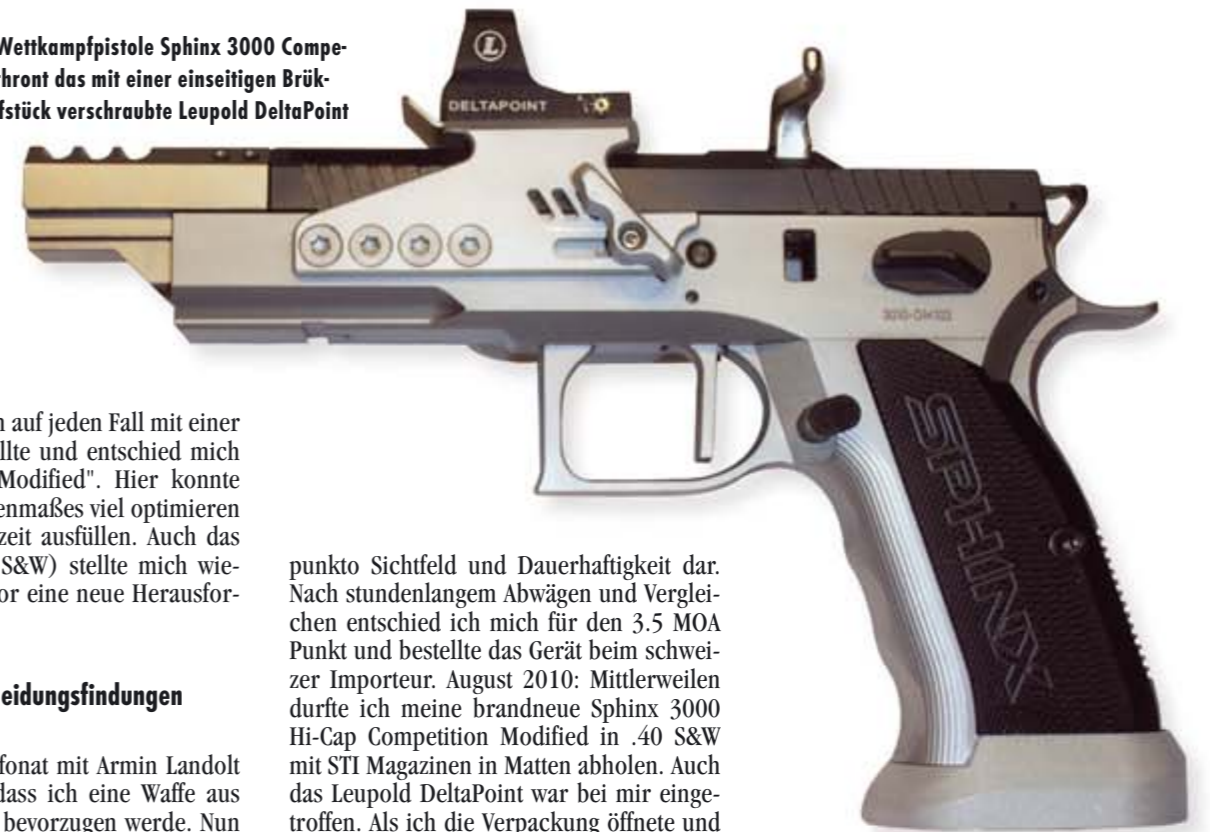 Wettkampfpistole Sphinx 3000 Compe-
hront das mit einer einseitigen Brük-
fstück verschraubte Leupold DeltaPoint
L
DELTAPOINT
SPHINX
n auf jeden Fall mit einer
llte und entschied mich
Modified". Hier konnte
enmaßes viel optimieren
zeit ausfüllen. Auch das
S&W) stellte mich wie-
or eine neue Herausfor-
eidungsfindungen
fonat mit Armin Landolt
dass ich eine Waffe aus
bevorzugen werde. Nun
punkto Sichtfeld und Dauerhaftigkeit dar.
Nach stundenlangem Abwägen und Verglei-
chen entschied ich mich für den 3.5 MOA
Punkt und bestellte das Gerät beim schwei-
zer Importeur. August 2010: Mittlerweilen
durfte ich meine brandneue Sphinx 3000
Hi-Cap Competition Modified in .40 S&W
mit STI Magazinen in Matten abholen. Auch
das Leupold DeltaPoint war bei mir einge-
troffen. Als ich die Verpackung öffnete und